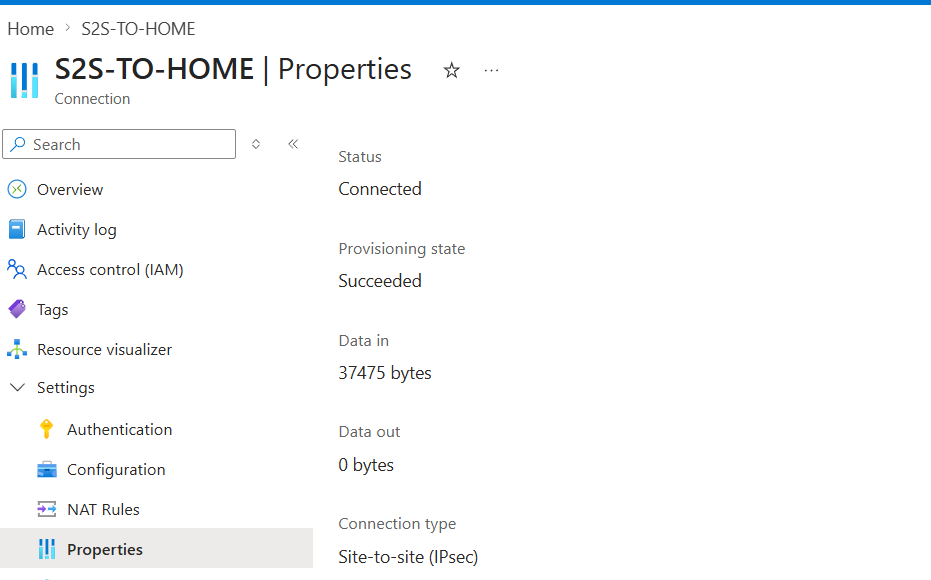 Home > S2S-TO-HOME
S2S-TO-HOME | Properties
Connection
Search
Overview
Activity log
Access control (IAM)
Tags
Resource visualizer
Settings
Authentication
Configuration
NAT Rules
Properties
Status
Connected
Provisioning state
Succeeded
Data in
37475 bytes
Data out
0 bytes
Connection type
Site-to-site (IPsec)